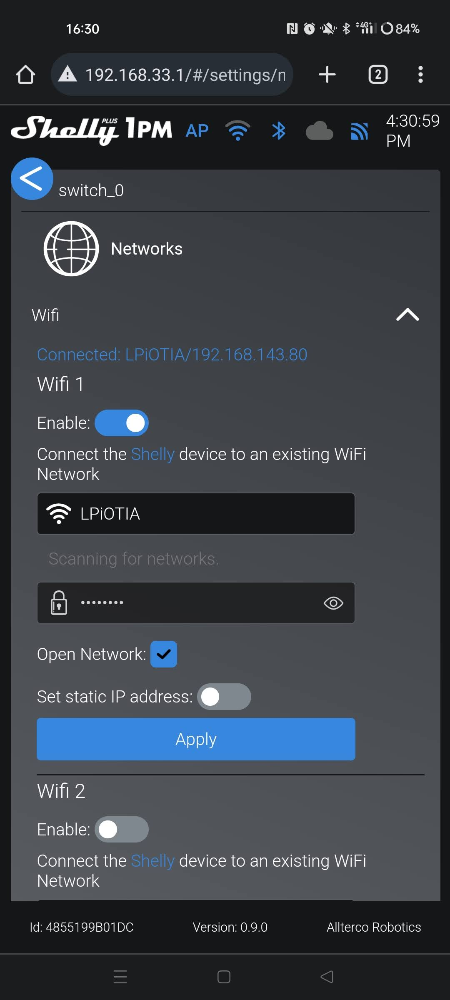 16:30
4G+
84%
192.168.33.1/#/settings/n
2
Shelly PLUS 1PM
AP
4:30:59
PM
switch_0
Networks
Wifi
Connected: LPiOTIA/192.168.143.80
Wifi 1
Enable:
Connect the Shelly device to an existing WiFi
Network
LPiOTIA
Scanning for networks.
••••••••
Open Network:
Set static IP address:
Apply
Wifi 2
Enable:
Connect the Shelly device to an existing WiFi
Network
Id: 4855199B01DC
Version: 0.9.0
Allterco Robotics